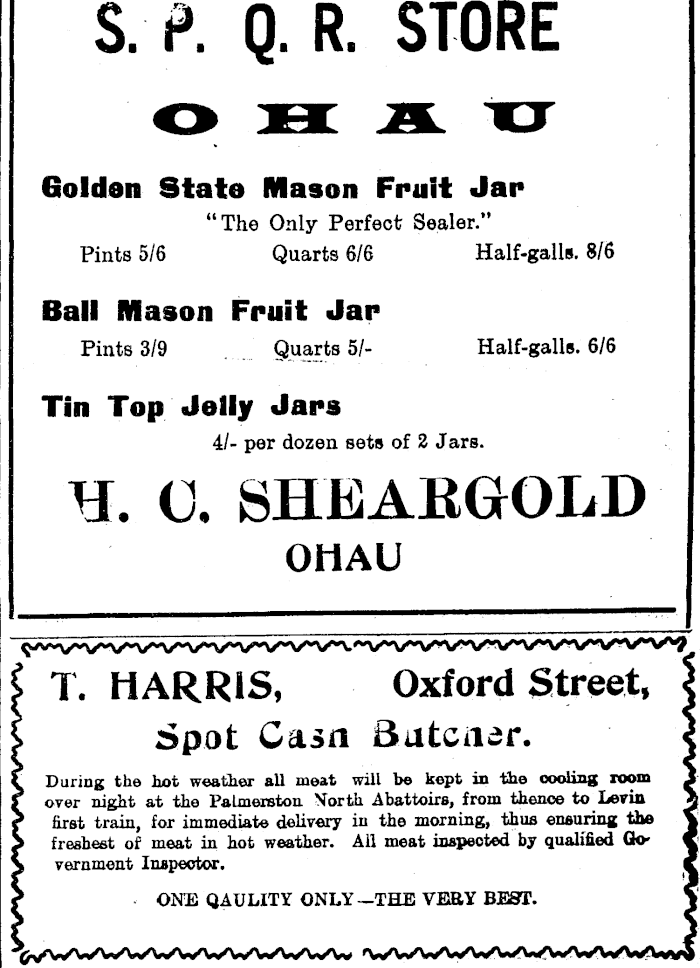 S. P. Q. R. STORE
OHAU
Golden State Mason Fruit Jar
"The Only Perfect Sealer."
Pints 5/6 Quarts 6/6 Half-galls. 8/6
Ball Mason Fruit Jar
Pints 3/9 Quarts 5/- Half-galls. 6/6
Tin Top Jelly Jars
4/- per dozen sets of 2 Jars.
H. C. SHEARGOLD
OHAU
T. HARRIS, Oxford Street,
Spot Cash Butcher.
During the hot weather all meat will be kept in the cooling room
over night at the Palmerston North Abattoirs, from thence to Levin
first train, for immediate delivery in the morning, thus ensuring the
freshest of meat in hot weather. All meat inspected by qualified Go-
vernment Inspector.
ONE QAULITY ONLY—THE VERY BEST.